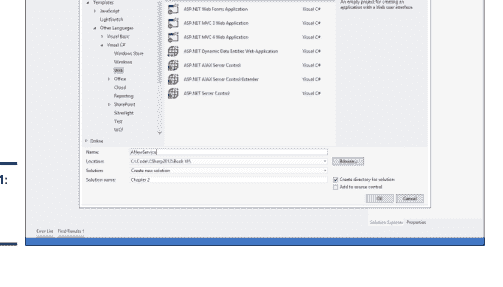 Templates
JavaScript
LightSwitch
Other Languages
Visual Basic
Visual C#
Windows Store
Windows
Web
Office
Cloud
Reporting
SharePoint
Silverlight
Test
WCF
Online
ASP.NET Web Forms Application Visual C#
ASP.NET MVC 3 Web Application Visual C#
ASP.NET MVC 4 Web Application Visual C#
ASP.NET Dynamic Data Entities Web Application Visual C#
ASP.NET AJAX Server Control Visual C#
ASP.NET AJAX Server Control Extender Visual C#
ASP.NET Server Control Visual C#
An empty project for creating an
application with a Web user interface.
Name:
Location: Browse...
Solution: Create new solution
Solution name: Chapter 2
Create directory for solution
Add to source control
OK Cancel
1:
Solution Explorer Properties
Error List Find Results 1